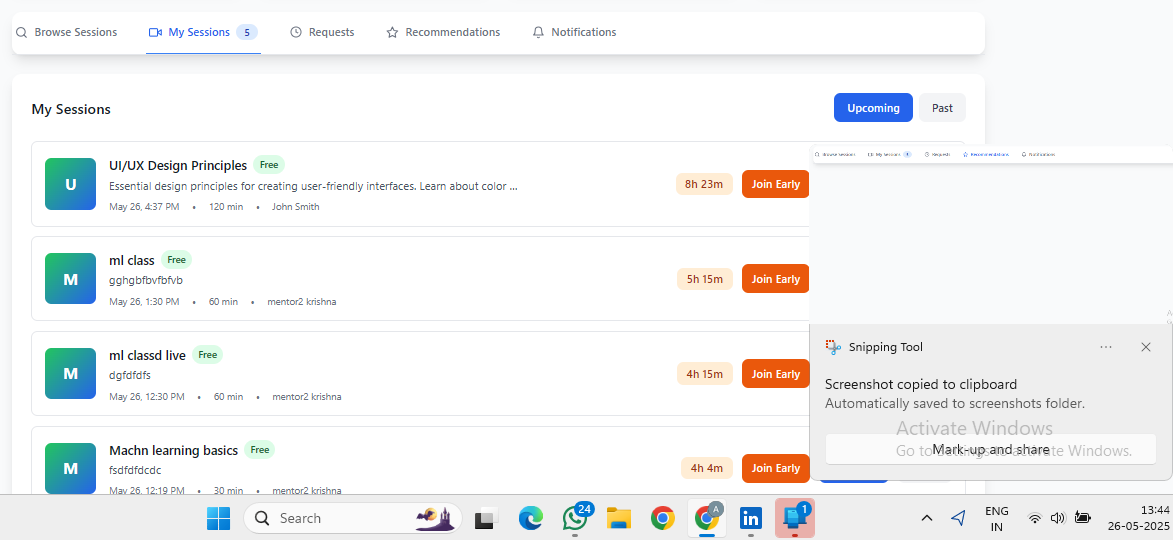 Browse Sessions My Sessions 5 Requests Recommendations Notifications
My Sessions Upcoming Past
Browse Sessions My Sessions Requests Recommendations Notifications
U UI/UX Design Principles Free
Essential design principles for creating user-friendly interfaces. Learn about color ...
May 26, 4:37 PM • 120 min • John Smith
8h 23m Join Early
M ml class Free
gghgbfbvfbfvb
May 26, 1:30 PM • 60 min • mentor2 krishna
5h 15m Join Early
M ml classd live Free
dgfdfdfs
May 26, 12:30 PM • 60 min • mentor2 krishna
4h 15m Join Early
M Machn learning basics Free
fsdfdfdcdc
May 26, 12:19 PM • 30 min • mentor2 krishna
4h 4m Join Early
Snipping Tool
Screenshot copied to clipboard
Automatically saved to screenshots folder.
Activate Windows
Go to Settings to activate Windows.
Mark-up and share
Search
24
A
in
1
ENG
IN
13:44
26-05-2025